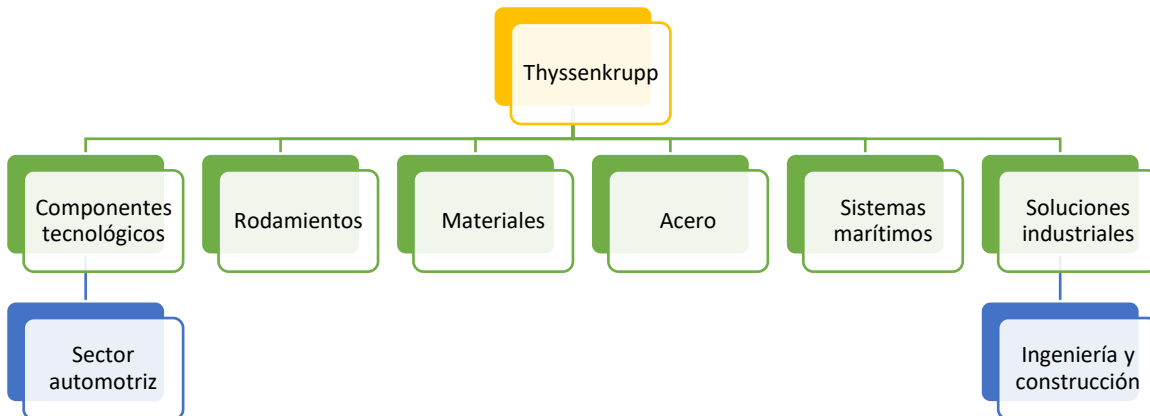 Thyssenkrupp
Componentes
tecnológicos
Rodamientos
Materiales
Acero
Sistemas
marítimos
Soluciones
industriales
Sector
automotriz
Ingeniería y
construcción